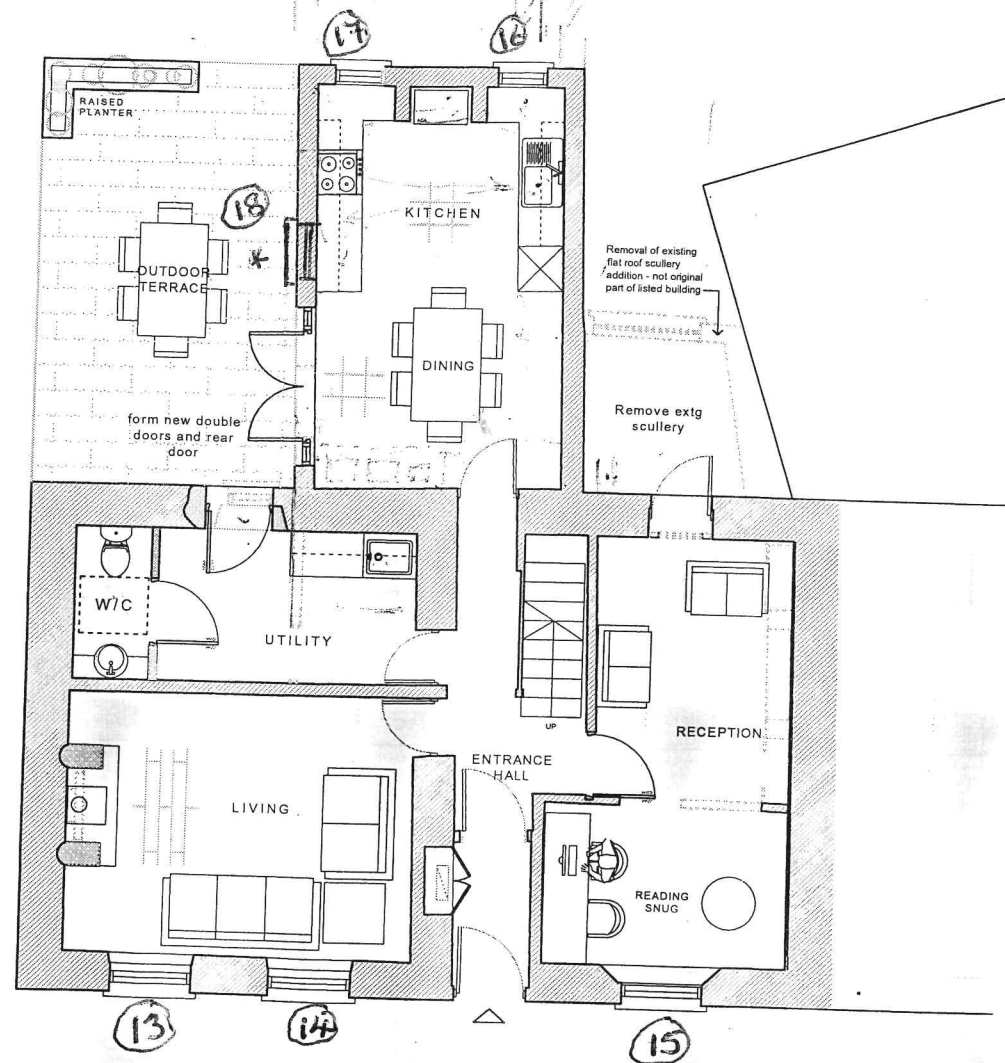 17
16
RAISED
PLANTER
18
*
KITCHEN
OUTDOOR
TERRACE
Removal of existing
flat roof scullery
addition - not original
part of listed building
DINING
form new double
doors and rear
door
Remove extg
scullery
W/C
UTILITY
UP
RECEPTION
ENTRANCE
HALL
LIVING
READING
SNUG
13
14
15